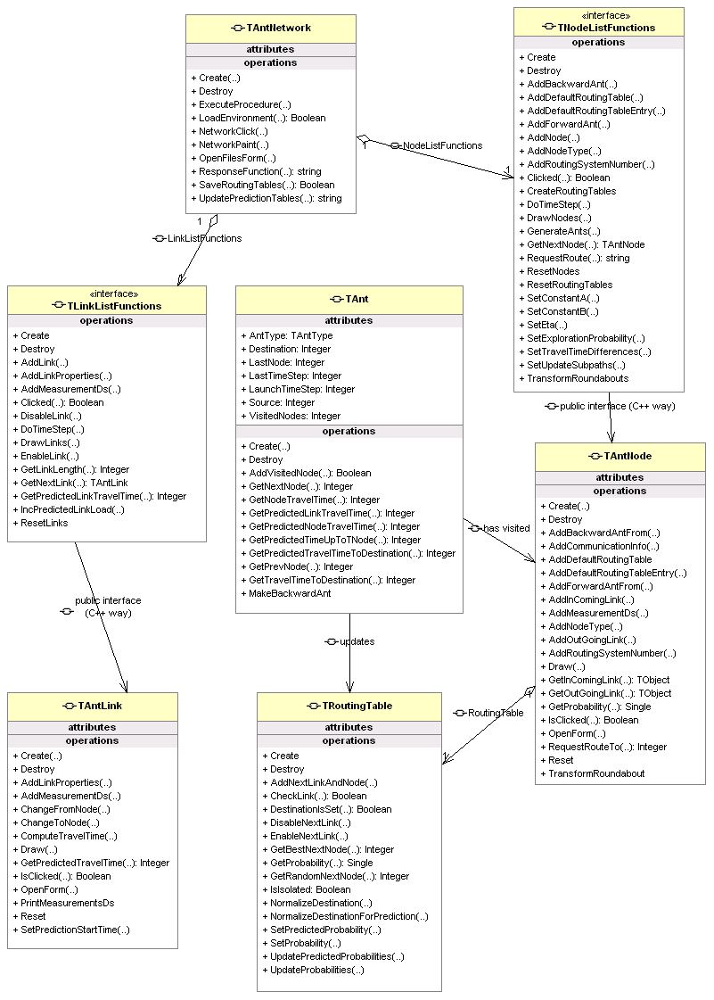 TAntNetwork
attributes
operations
+ Create(..)
+ Destroy
+ ExecuteProcedure(..)
+ LoadEnvironment(..): Boolean
+ NetworkClick(..)
+ NetworkPaint(..)
+ OpenFilesForm(..)
+ ResponseFunction(..): string
+ SaveRoutingTables(..): Boolean
+ UpdatePredictionTables(..): string
«interface»
TNodeListFunctions
operations
+ Create
+ Destroy
+ AddBackwardAnt(..)
+ AddDefaultRoutingTable(..)
+ AddDefaultRoutingTableEntry(..)
+ AddForwardAnt(..)
+ AddNode(..)
+ AddNodeType(..)
+ AddRoutingSystemNumber(..)
+ Clicked(..): Boolean
+ CreateRoutingTables
+ DoTimeStep(..)
+ DrawNodes(..)
+ GenerateAnts(..)
+ GetNextNode(..): TAntNode
+ RequestRoute(..): string
+ ResetNodes
+ ResetRoutingTables
+ SetConstantA(..)
+ SetConstantB(..)
+ SetEta(..)
+ SetExplorationProbability(..)
+ SetTravelTimeDifferences(..)
+ SetUpdateSubpaths(..)
+ TransformRoundabouts
1
NodeListFunctions
1
1
LinkListFunctions
«interface»
TLinkListFunctions
operations
+ Create
+ Destroy
+ AddLink(..)
+ AddLinkProperties(..)
+ AddMeasurementDs(..)
+ Clicked(..): Boolean
+ DisableLink(..)
+ DoTimeStep(..)
+ DrawLinks(..)
+ EnableLink(..)
+ GetLinkLength(..): Integer
+ GetNextLink(..): TAntLink
+ GetPredictedLinkTravelTime(..): Integer
+ IncPredictedLinkLoad(..)
+ ResetLinks
TAnt
attributes
+ AntType: TAntType
+ Destination: Integer
+ LastNode: Integer
+ LastTimeStep: Integer
+ LaunchTimeStep: Integer
+ Source: Integer
+ VisitedNodes: Integer
operations
+ Create(..)
+ Destroy
+ AddVisitedNode(..): Boolean
+ GetNextNode(..): Integer
+ GetNodeTravelTime(..): Integer
+ GetPredictedLinkTravelTime(..): Integer
+ GetPredictedNodeTravelTime(..): Integer
+ GetPredictedTimeUpToTNode(..): Integer
+ GetPredictedTravelTimeToDestination(..): Integer
+ GetPrevNode(..): Integer
+ GetTravelTimeToDestination(..): Integer
+ MakeBackwardAnt
public interface (C++ way)
TAntNode
attributes
operations
+ Create(..)
+ Destroy
+ AddBackwardAntFrom(..)
+ AddCommunicationInfo(..)
+ AddDefaultRoutingTable
+ AddDefaultRoutingTableEntry(..)
+ AddForwardAntFrom(..)
+ AddInComingLink(..)
+ AddMeasurementDs(..)
+ AddNodeType(..)
+ AddOutGoingLink(..)
+ AddRoutingSystemNumber(..)
+ Draw(..)
+ GetInComingLink(..): TObject
+ GetOutGoingLink(..): TObject
+ GetProbability(..): Single
+ IsClicked(..): Boolean
+ OpenForm(..)
+ RequestRouteTo(..): Integer
+ Reset
+ TransformRoundabout
has visited
public interface
(C++ way)
updates
RoutingTable
1
TAntLink
attributes
operations
+ Create(..)
+ Destroy
+ AddLinkProperties(..)
+ AddMeasurementDs(..)
+ ChangeFromNode(..)
+ ChangeToNode(..)
+ ComputeTravelTime(..)
+ Draw(..)
+ GetPredictedTravelTime(..): Integer
+ IsClicked(..): Boolean
+ OpenForm(..)
+ PrintMeasurementsDs
+ Reset
+ SetPredictionStartTime(..)
TRoutingTable
attributes
operations
+ Create
+ Destroy
+ AddNextLinkAndNode(..)
+ CheckLink(..): Boolean
+ DestinationIsSet(..): Boolean
+ DisableNextLink(..)
+ EnableNextLink(..)
+ GetBestNextNode(..): Integer
+ GetProbability(..): Single
+ GetRandomNextNode(..): Integer
+ IsIsolated: Boolean
+ NormalizeDestination(..)
+ NormalizeDestinationForPrediction(..)
+ SetPredictedProbability(..)
+ SetProbability(..)
+ UpdatePredictedProbabilities(..)
+ UpdateProbabilities(..)